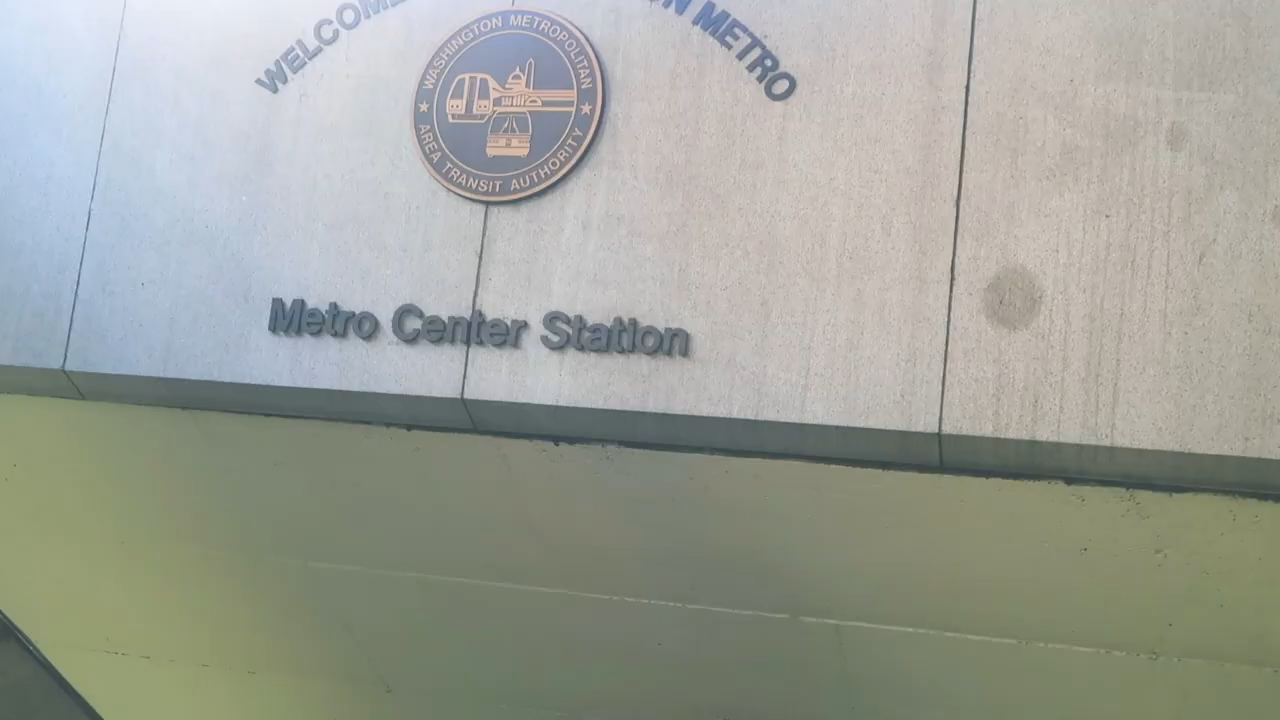 WELCOME
METRO
WASHINGTON METROPOLITAN
AREA TRANSIT AUTHORITY
Metro Center Station